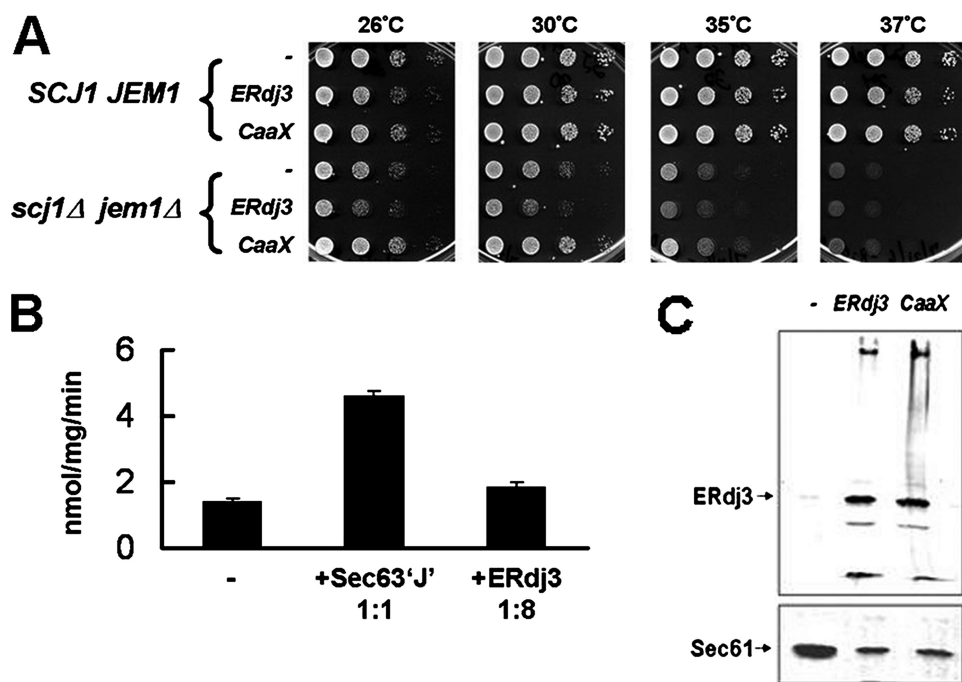 A
26°C 30°C 35°C 37°C
SCJ1 JEM1
-
ERdj3
CaaX
scj1Δ jem1Δ
-
ERdj3
CaaX
B
nmol/mg/min
6
4
2
0
- +Sec63‘J’ +ERdj3
1:1 1:8
C
- ERdj3 CaaX
ERdj3
Sec61